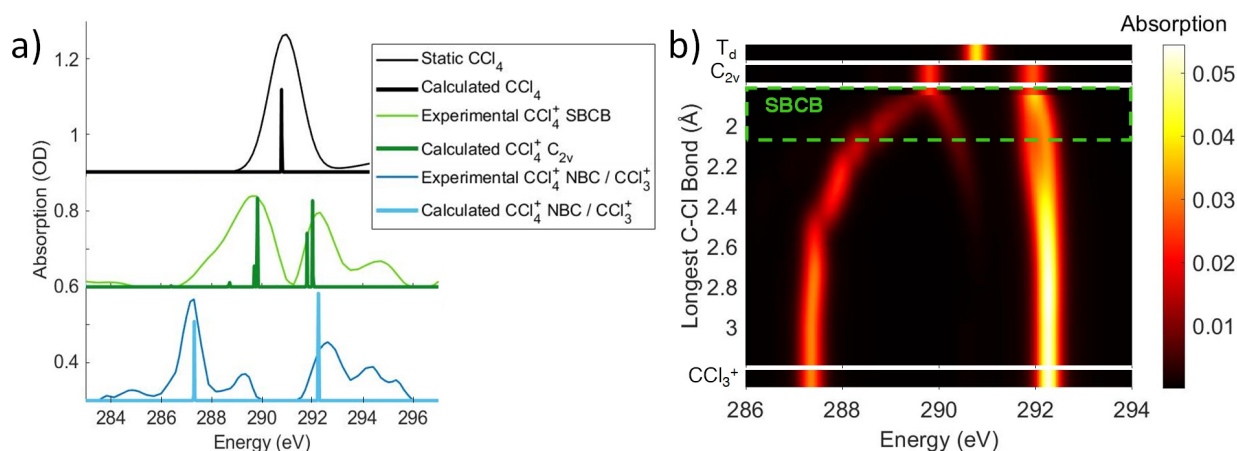 a)
Absorption (OD)
1.2
1
0.8
0.6
0.4
284 286 288 290 292 294 296
Energy (eV)
Static CCl4
Calculated CCl4
Experimental CCl4+ SBCB
Calculated CCl4+ C2v
Experimental CCl4+ NBC / CCl3+
Calculated CCl4+ NBC / CCl3+
b)
Td
C2v
SBCB
Longest C-Cl Bond (Å)
2
2.2
2.4
2.6
2.8
3
CCl3+
286 288 290 292 294
Energy (eV)
Absorption
0.05
0.04
0.03
0.02
0.01